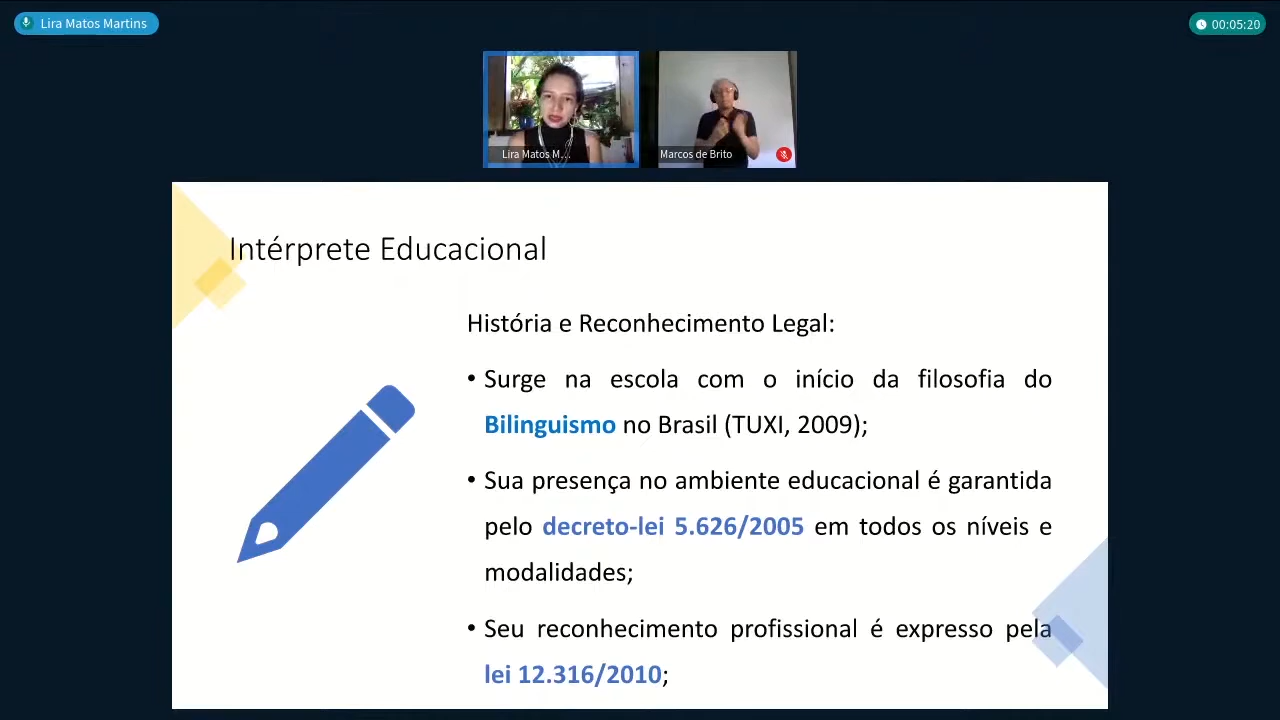 Lira Matos Martins
00:05:20
Lira Matos M...
Marcos de Brito
Intérprete Educacional
História e Reconhecimento Legal:
• Surge na escola com o início da filosofia do
Bilinguismo no Brasil (TUXI, 2009);
• Sua presença no ambiente educacional é garantida
pelo decreto-lei 5.626/2005 em todos os níveis e
modalidades;
• Seu reconhecimento profissional é expresso pela
lei 12.316/2010;